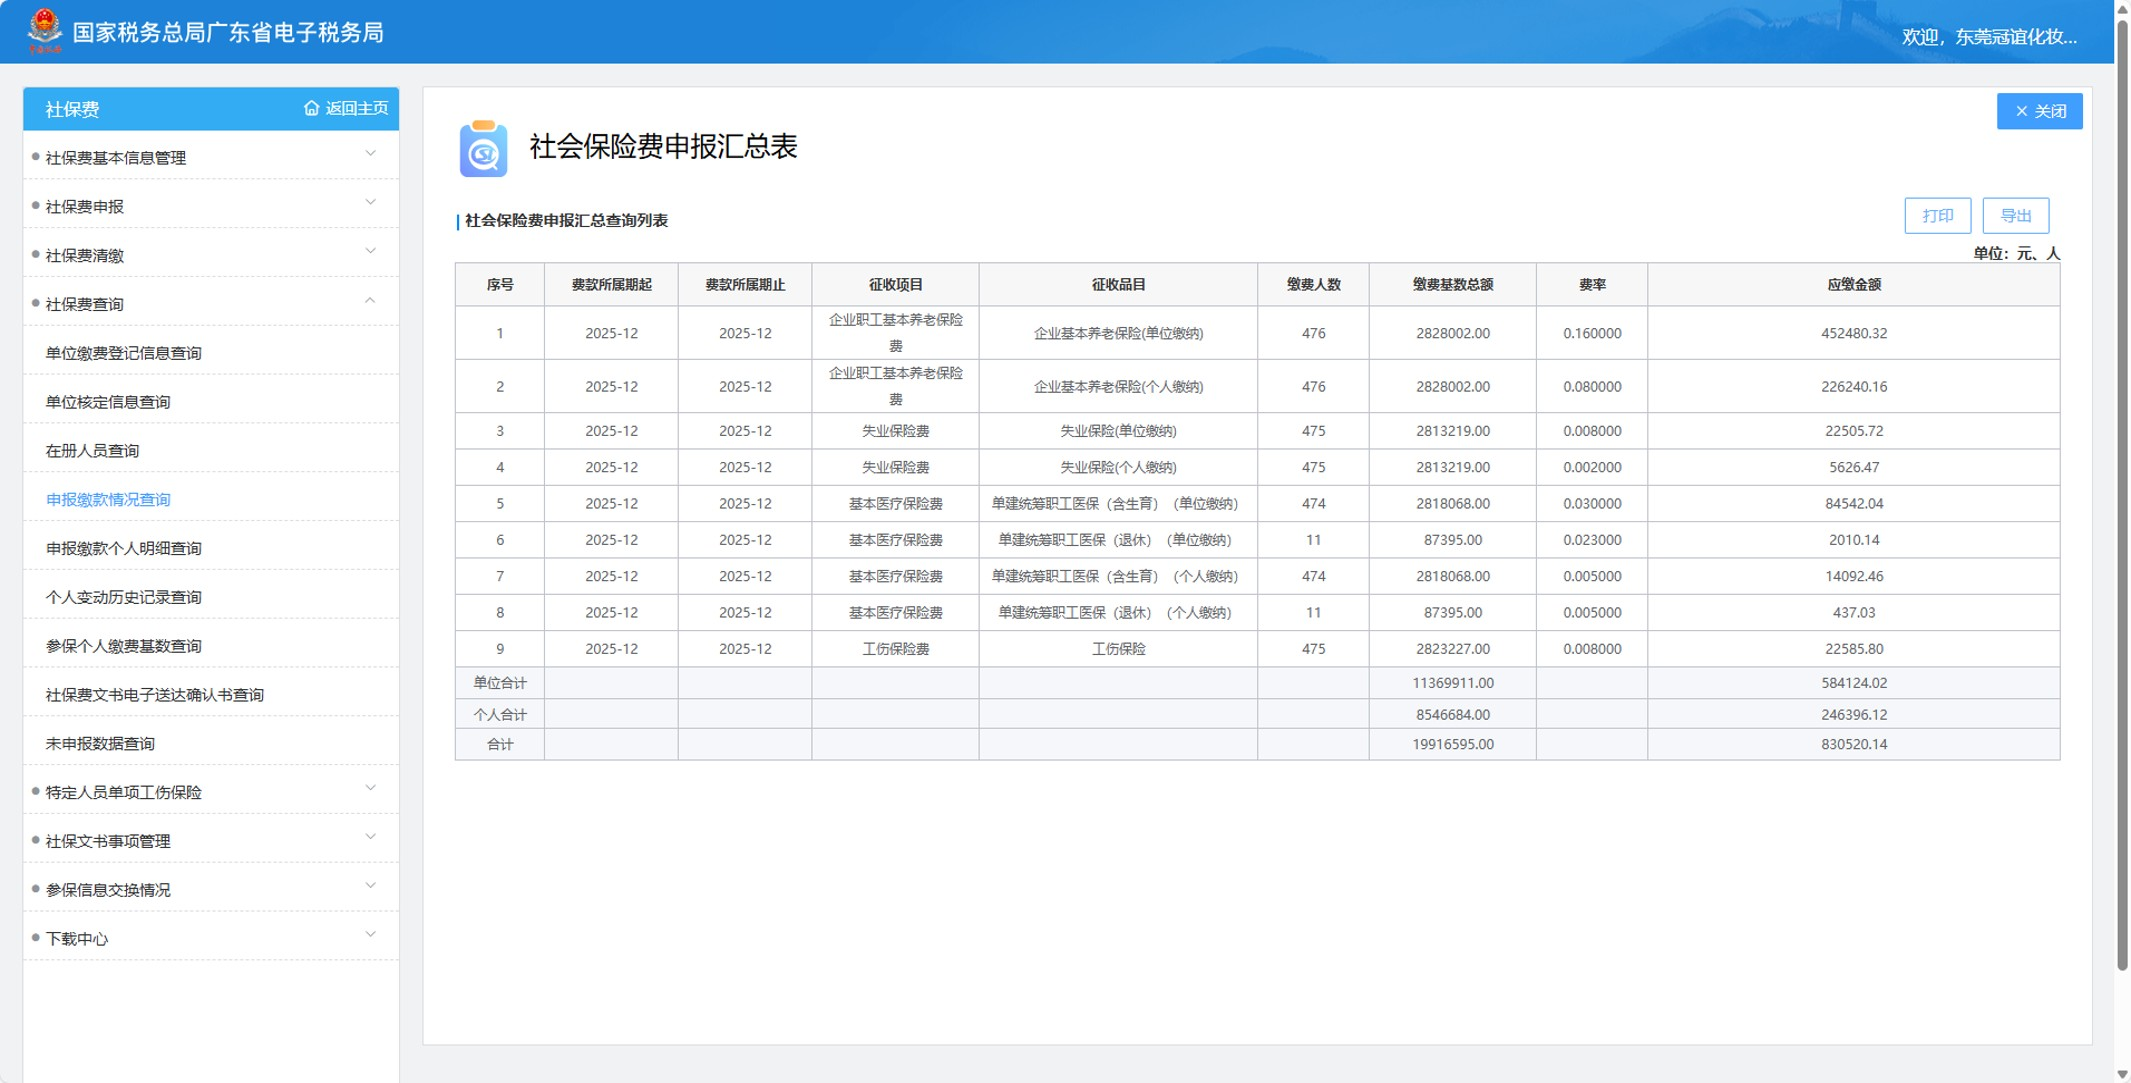 国家税务总局广东省电子税务局
欢迎，东莞冠谊化妆...
社保费 返回主页
社保费基本信息管理
社保费申报
社保费清缴
社保费查询
单位缴费登记信息查询
单位核定信息查询
在册人员查询
申报缴款情况查询
申报缴款个人明细查询
个人变动历史记录查询
参保个人缴费基数查询
社保费文书电子送达确认书查询
未申报数据查询
特定人员单项工伤保险
社保文书事项管理
参保信息交换情况
下载中心
× 关闭
社会保险费申报汇总表
社会保险费申报汇总查询列表
打印 导出
单位：元、人
序号 费款所属期起 费款所属期止 征收项目 征收品目 缴费人数 缴费基数总额 费率 应缴金额
1 2025-12 2025-12 企业职工基本养老保险费 企业基本养老保险(单位缴纳) 476 2828002.00 0.160000 452480.32
2 2025-12 2025-12 企业职工基本养老保险费 企业基本养老保险(个人缴纳) 476 2828002.00 0.080000 226240.16
3 2025-12 2025-12 失业保险费 失业保险(单位缴纳) 475 2813219.00 0.008000 22505.72
4 2025-12 2025-12 失业保险费 失业保险(个人缴纳) 475 2813219.00 0.002000 5626.47
5 2025-12 2025-12 基本医疗保险费 单建统筹职工医保（含生育）（单位缴纳） 474 2818068.00 0.030000 84542.04
6 2025-12 2025-12 基本医疗保险费 单建统筹职工医保（退休）（单位缴纳） 11 87395.00 0.023000 2010.14
7 2025-12 2025-12 基本医疗保险费 单建统筹职工医保（含生育）（个人缴纳） 474 2818068.00 0.005000 14092.46
8 2025-12 2025-12 基本医疗保险费 单建统筹职工医保（退休）（个人缴纳） 11 87395.00 0.005000 437.03
9 2025-12 2025-12 工伤保险费 工伤保险 475 2823227.00 0.008000 22585.80
单位合计 11369911.00 584124.02
个人合计 8546684.00 246396.12
合计 19916595.00 830520.14